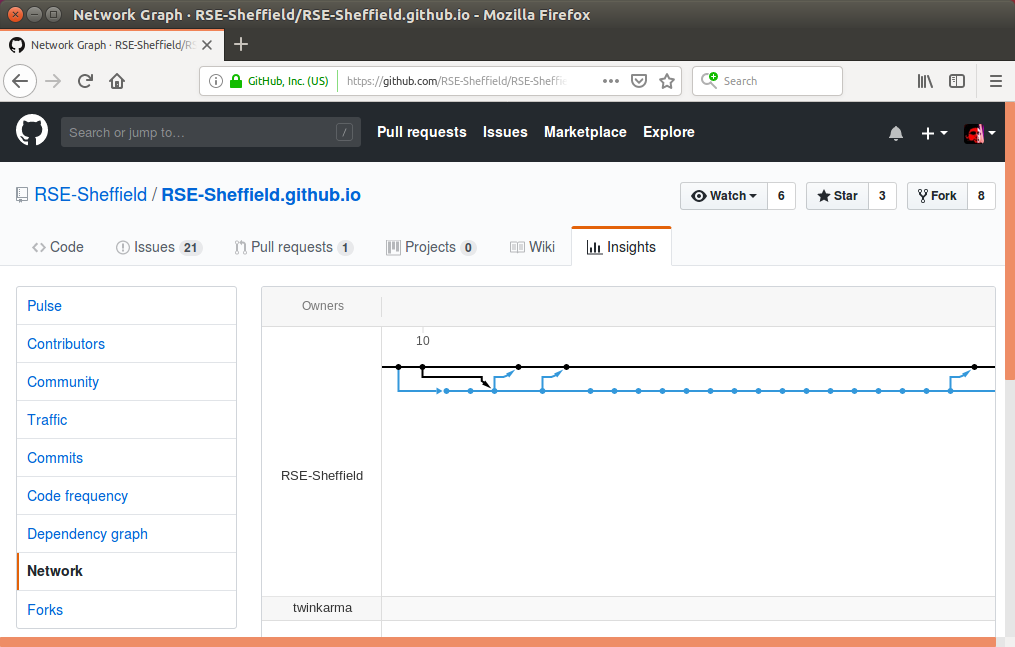 Network Graph · RSE-Sheffield/RSE-Sheffield.github.io - Mozilla Firefox
Network Graph · RSE-Sheffield/RS
GitHub, Inc. (US) https://github.com/RSE-Sheffield/RSE-Sheffie Search
Search or jump to… / Pull requests Issues Marketplace Explore
RSE-Sheffield / RSE-Sheffield.github.io Watch 6 Star 3 Fork 8
Code Issues 21 Pull requests 1 Projects 0 Wiki Insights
Pulse
Contributors
Community
Traffic
Commits
Code frequency
Dependency graph
Network
Forks
Owners
10
RSE-Sheffield
twinkarma